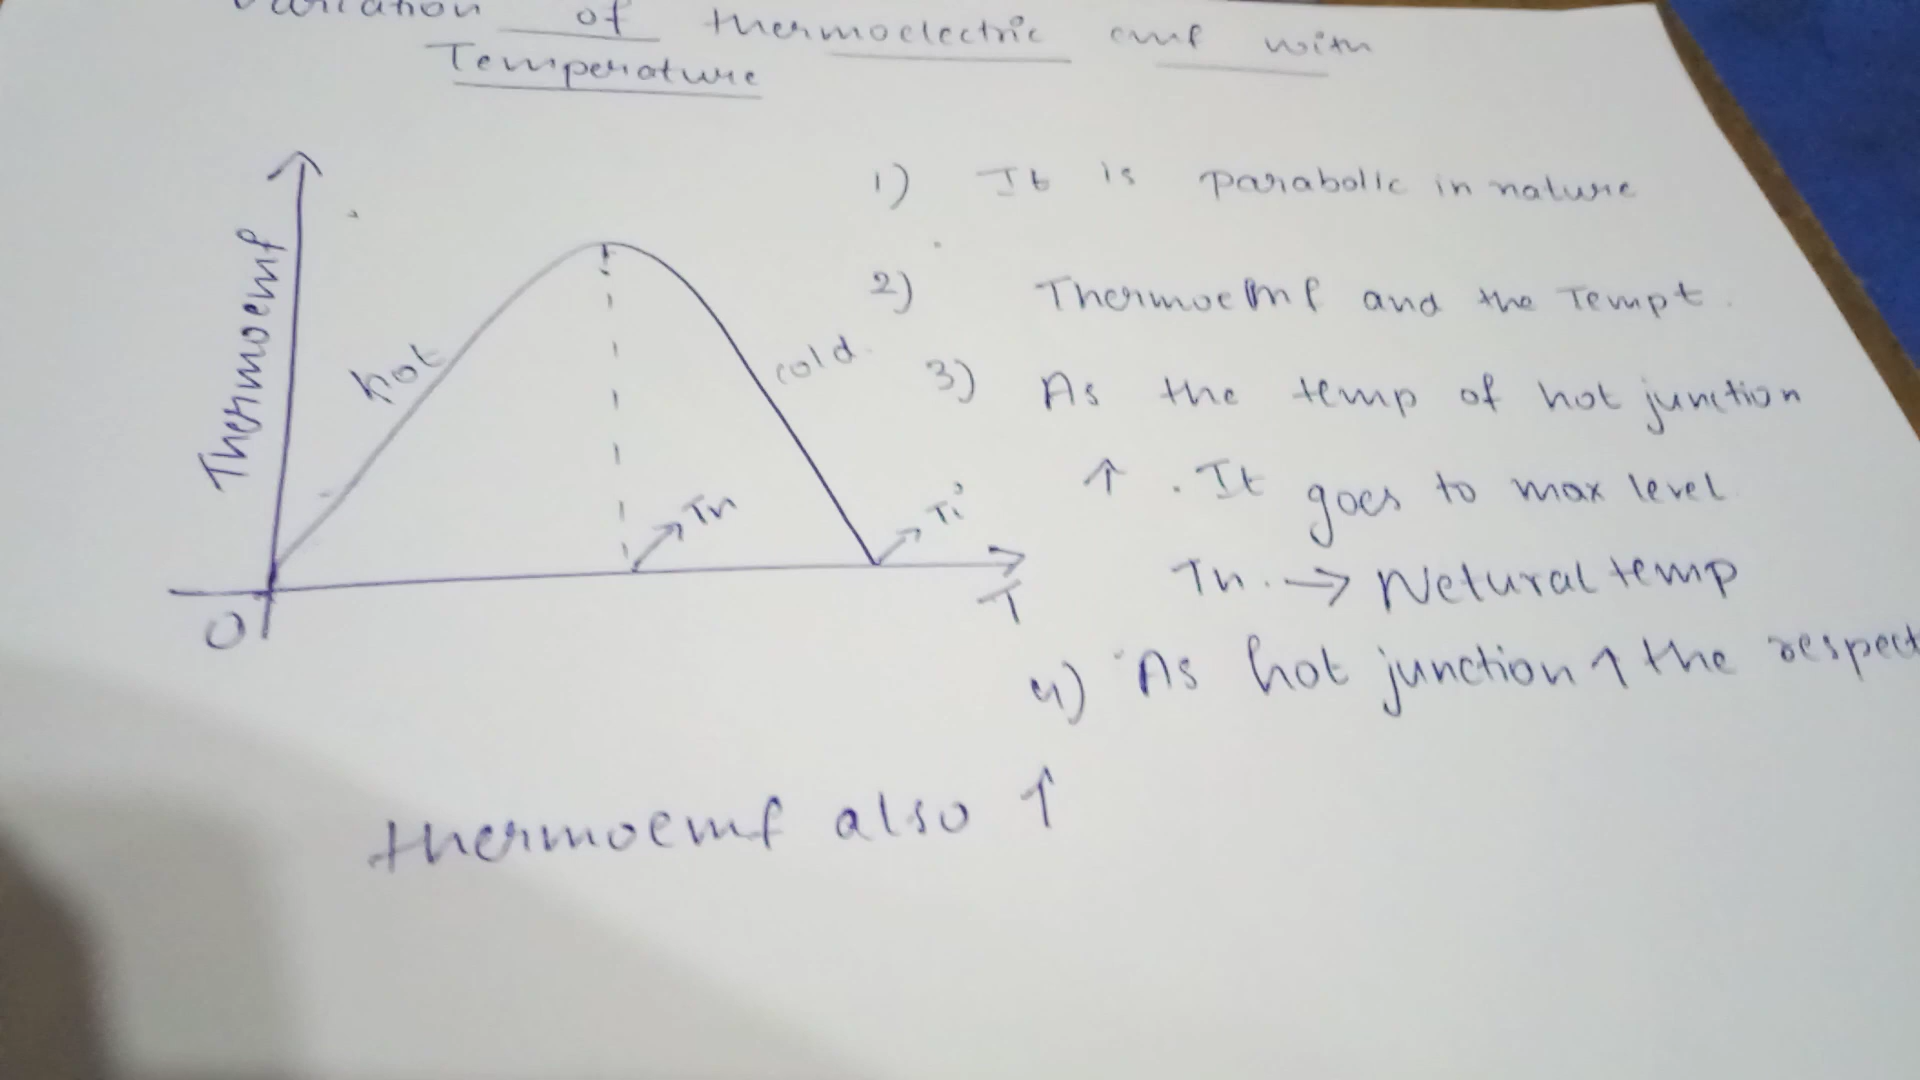 Variation of thermoelectric emf with
Temperature
Thermoemf
hot
cold
Tn
Ti
T
O
1) It is parabolic in nature
2) Thermoemf and the Tempt.
3) As the temp of hot junction
↑. It goes to max level
Tn. → Netural temp
4) As hot junction ↑ the respect
thermoemf also ↑